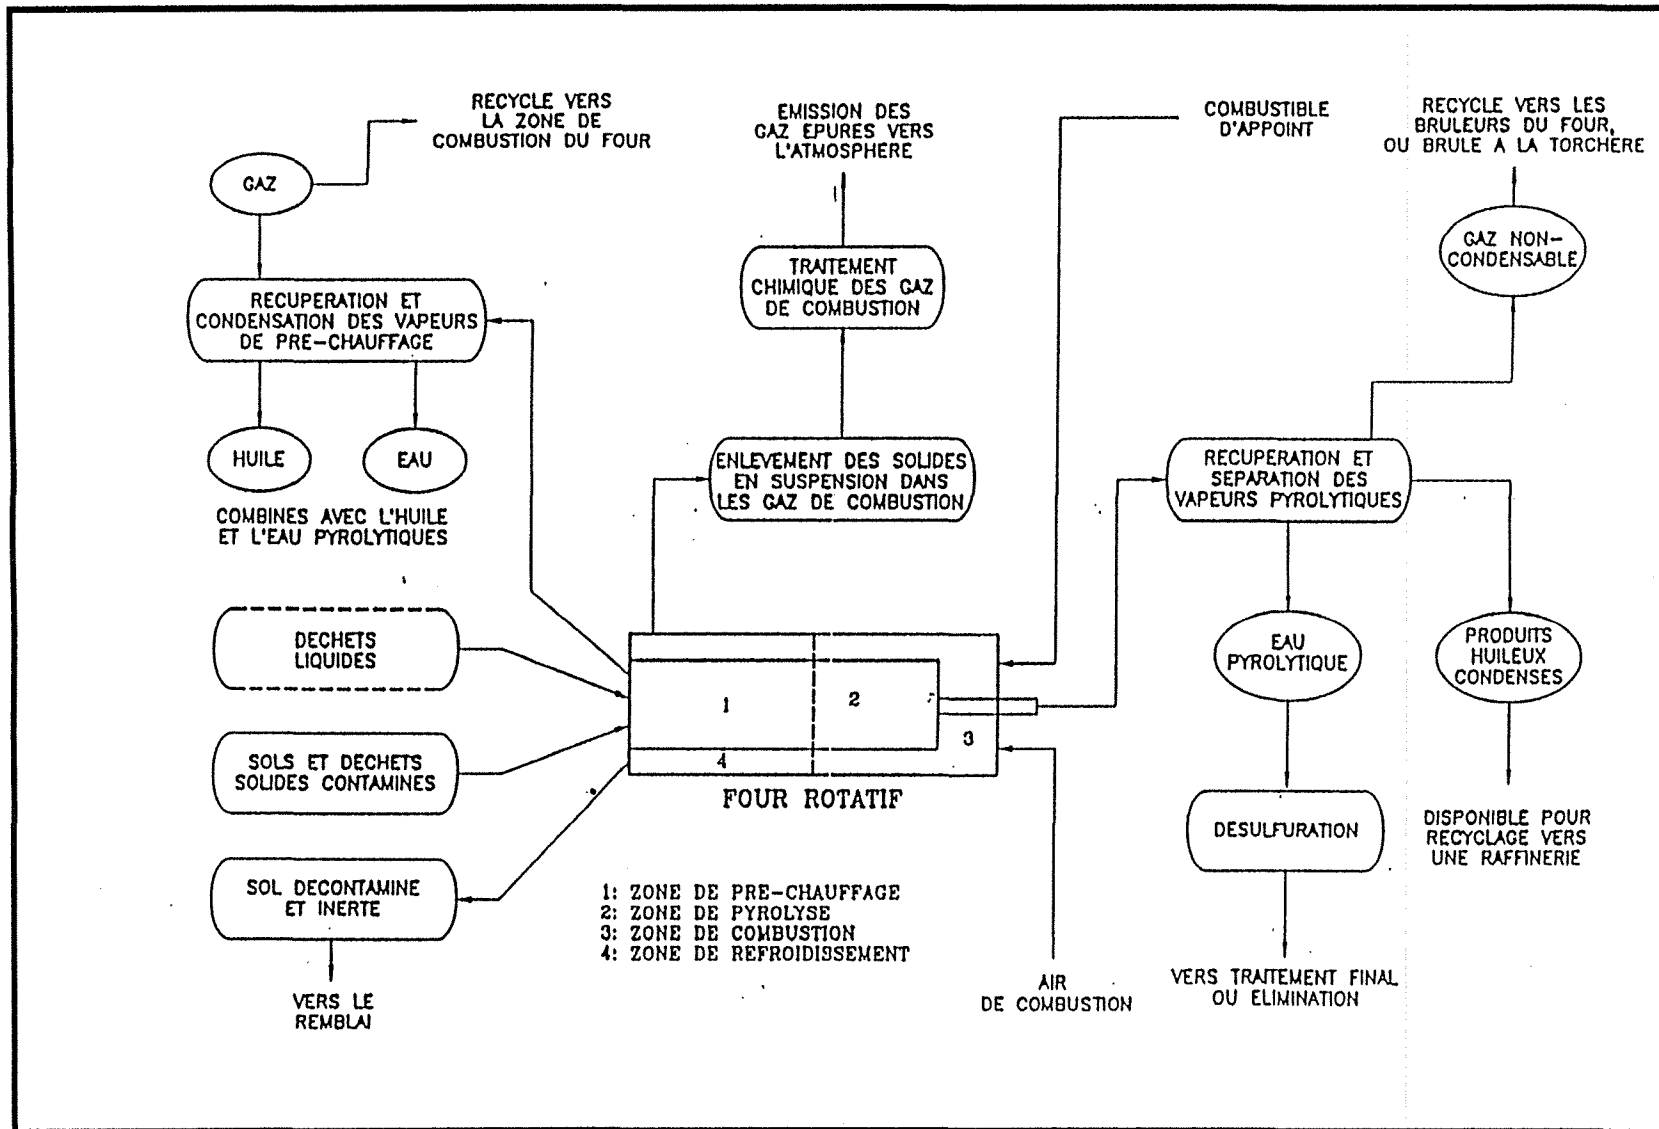 RECYCLE VERS
LA ZONE DE
COMBUSTION DU FOUR
GAZ
RECUPERATION ET
CONDENSATION DES VAPEURS
DE PRE-CHAUFFAGE
HUILE
EAU
COMBINES AVEC L'HUILE
ET L'EAU PYROLYTIQUES
DECHETS
LIQUIDES
SOLS ET DECHETS
SOLIDES CONTAMINES
SOL DECONTAMINE
ET INERTE
VERS LE
REMBLAI
EMISSION DES
GAZ EPURES VERS
L'ATMOSPHERE
TRAITEMENT
CHIMIQUE DES GAZ
DE COMBUSTION
ENLEVEMENT DES SOLIDES
EN SUSPENSION DANS
LES GAZ DE COMBUSTION
1
2
3
4
FOUR ROTATIF
1: ZONE DE PRE-CHAUFFAGE
2: ZONE DE PYROLYSE
3: ZONE DE COMBUSTION
4: ZONE DE REFROIDISSEMENT
COMBUSTIBLE
D'APPOINT
AIR
DE COMBUSTION
RECYCLE VERS LES
BRULEURS DU FOUR,
OU BRULE A LA TORCHERE
GAZ NON-
CONDENSABLE
RECUPERATION ET
SEPARATION DES
VAPEURS PYROLYTIQUES
EAU
PYROLYTIQUE
PRODUITS
HUILEUX
CONDENSES
DESULFURATION
DISPONIBLE POUR
RECYCLAGE VERS
UNE RAFFINERIE
VERS TRAITEMENT FINAL
OU ELIMINATION